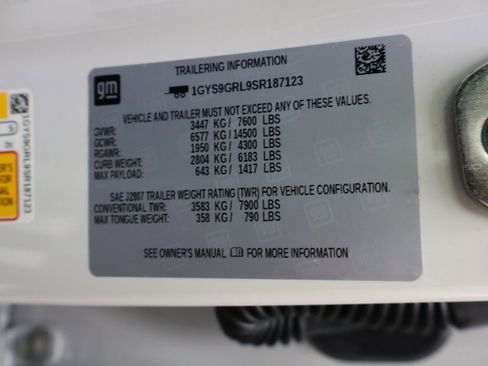 TRAILERING INFORMATION
gm
1GYS9GRL9SR187123
VEHICLE AND TRAILER MUST NOT EXCEED ANY OF THESE VALUES.
GVWR: 3447 KG / 7600 LBS
GCWR: 6577 KG / 14500 LBS
RGAWR: 1950 KG / 4300 LBS
CURB WEIGHT: 2804 KG / 6183 LBS
MAX PAYLOAD: 643 KG / 1417 LBS
SAE J2807 TRAILER WEIGHT RATING (TWR) FOR VEHICLE CONFIGURATION.
CONVENTIONAL TWR: 3583 KG / 7900 LBS
MAX TONGUE WEIGHT: 358 KG / 790 LBS
SEE OWNER'S MANUAL FOR MORE INFORMATION
1GYS9GRL9SR187123